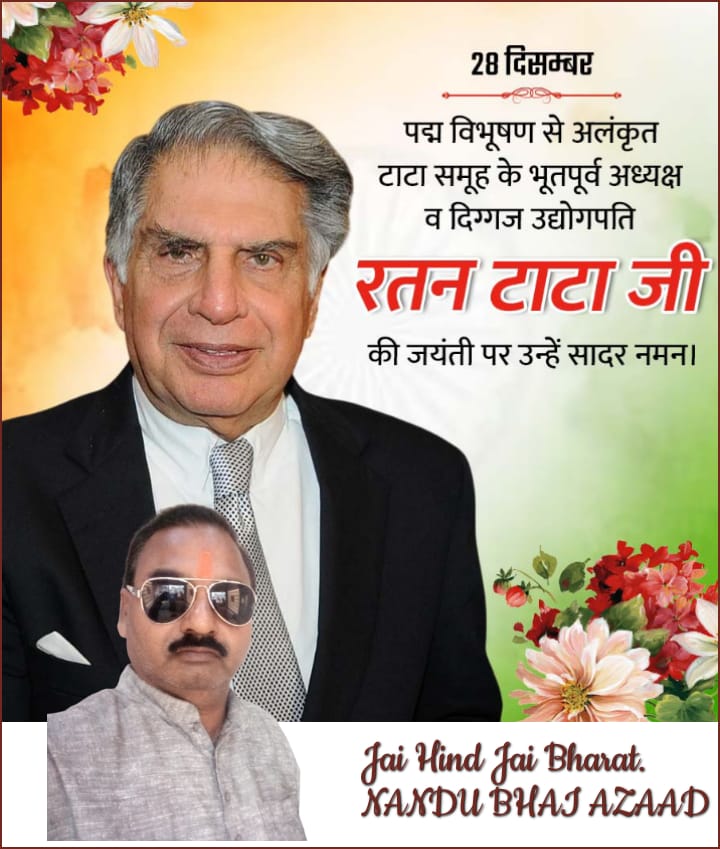 28 दिसम्बर
पद्म विभूषण से अलंकृत
टाटा समूह के भूतपूर्व अध्यक्ष
व दिग्गज उद्योगपति
रतन टाटा जी
की जयंती पर उन्हें सादर नमन।
Jai Hind Jai Bharat.
NANDU BHAI AZAAD